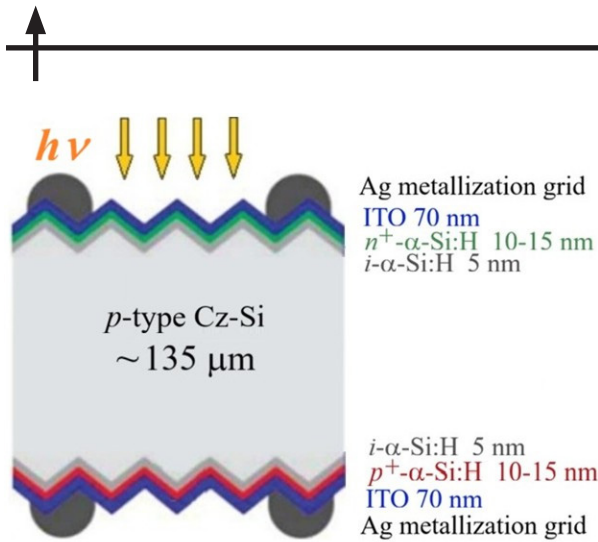 hν
Ag metallization grid
ITO 70 nm
n⁺-α-Si:H 10-15 nm
i-α-Si:H 5 nm
p-type Cz-Si
~135 μm
i-α-Si:H 5 nm
p⁺-α-Si:H 10-15 nm
ITO 70 nm
Ag metallization grid